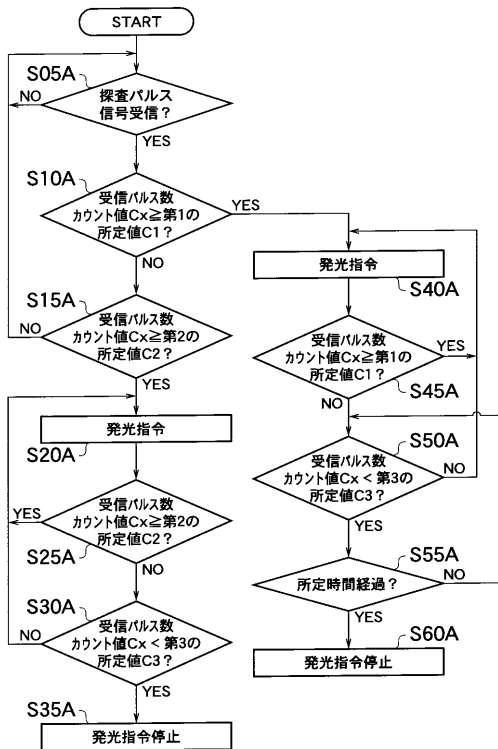 START
S05A
探査パルス
信号受信？
NO
YES
S10A
受信パルス数
カウント値Cx≧第1の
所定値C1？
YES
NO
S15A
受信パルス数
カウント値Cx≧第2の
所定値C2？
NO
YES
発光指令
S20A
受信パルス数
カウント値Cx≧第2の
所定値C2？
YES
S25A
NO
S30A
受信パルス数
カウント値Cx＜第3の
所定値C3？
NO
YES
S35A
発光指令停止
発光指令
S40A
受信パルス数
カウント値Cx≧第1の
所定値C1？
YES
S45A
NO
S50A
受信パルス数
カウント値Cx＜第3の
所定値C3？
NO
YES
S55A
所定時間経過？
NO
YES
S60A
発光指令停止